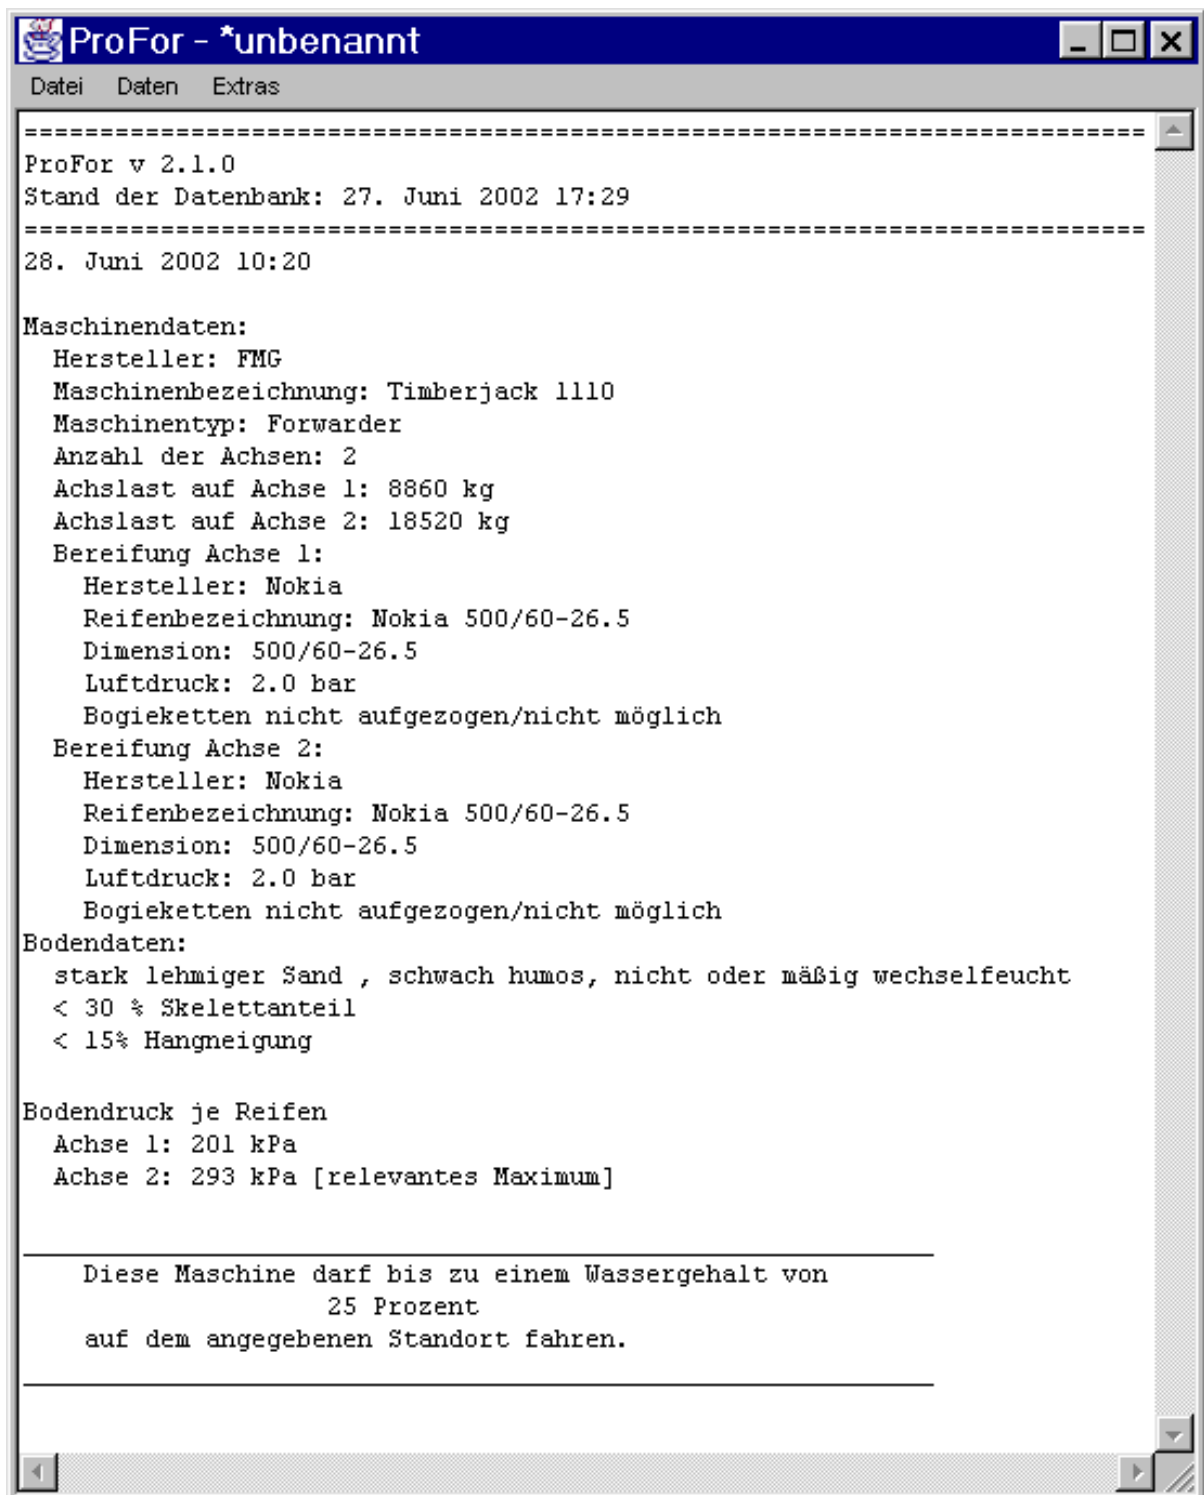 ProFor - *unbenannt
Datei Daten Extras
==========================================================================
ProFor v 2.1.0
Stand der Datenbank: 27. Juni 2002 17:29
==========================================================================
28. Juni 2002 10:20
Maschinendaten:
Hersteller: FMG
Maschinenbezeichnung: Timberjack 1110
Maschinentyp: Forwarder
Anzahl der Achsen: 2
Achslast auf Achse 1: 8860 kg
Achslast auf Achse 2: 18520 kg
Bereifung Achse 1:
Hersteller: Nokia
Reifenbezeichnung: Nokia 500/60-26.5
Dimension: 500/60-26.5
Luftdruck: 2.0 bar
Bogieketten nicht aufgezogen/nicht möglich
Bereifung Achse 2:
Hersteller: Nokia
Reifenbezeichnung: Nokia 500/60-26.5
Dimension: 500/60-26.5
Luftdruck: 2.0 bar
Bogieketten nicht aufgezogen/nicht möglich
Bodendaten:
stark lehmiger Sand , schwach humos, nicht oder mäßig wechselfeucht
< 30 % Skelettanteil
< 15% Hangneigung
Bodendruck je Reifen
Achse 1: 201 kPa
Achse 2: 293 kPa [relevantes Maximum]
Diese Maschine darf bis zu einem Wassergehalt von
25 Prozent
auf dem angegebenen Standort fahren.